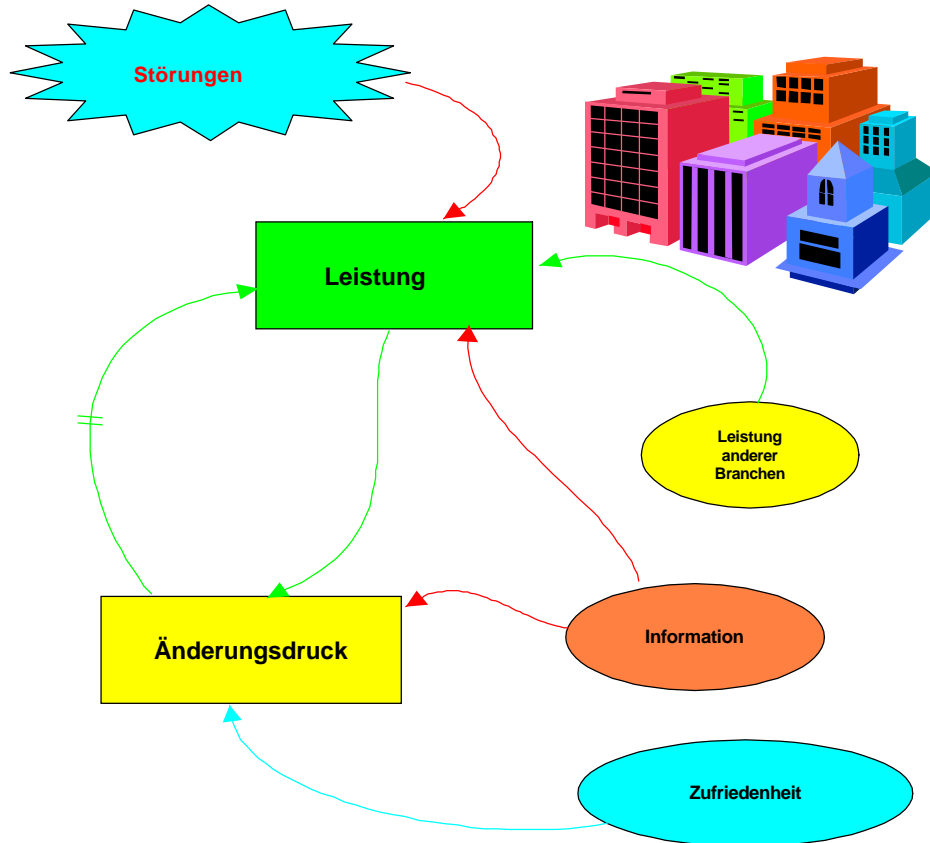 Störungen
Leistung
Leistung
anderer
Branchen
Änderungsdruck
Information
Zufriedenheit